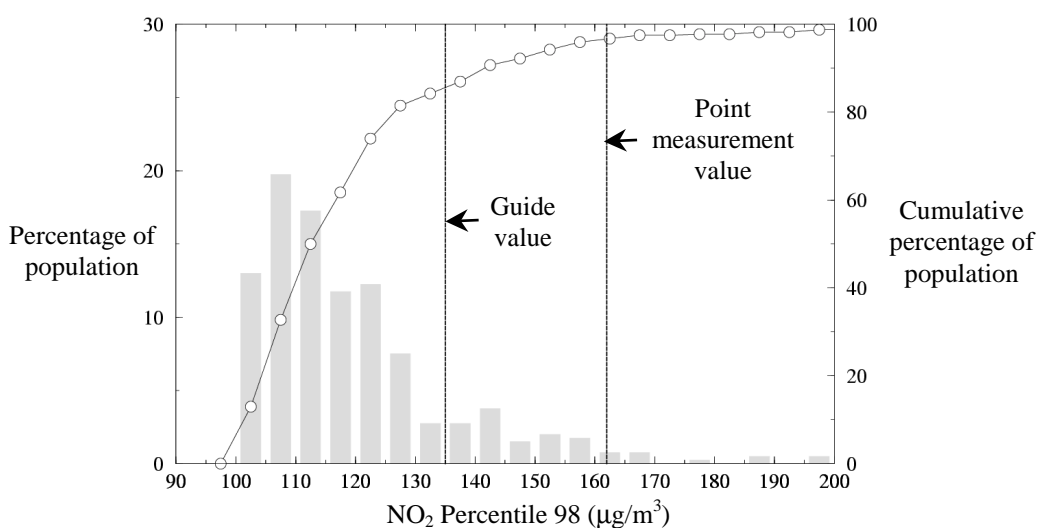 30
20
10
0
Percentage of
population
100
80
60
40
20
0
Cumulative
percentage of
population
Point
measurement
value
Guide
value
90 100 110 120 130 140 150 160 170 180 190 200
NO₂ Percentile 98 (μg/m³)